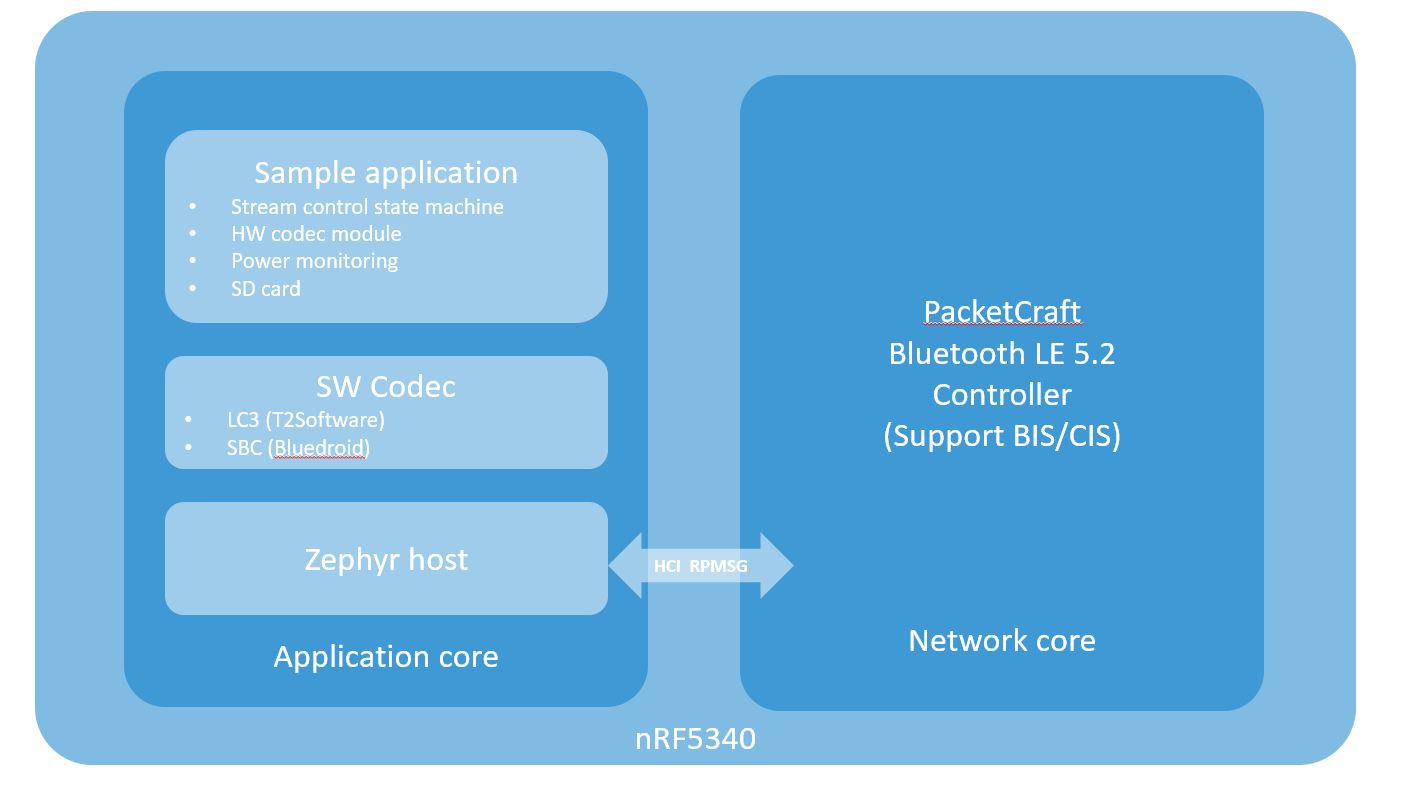 Sample application
• Stream control state machine
• HW codec module
• Power monitoring
• SD card
SW Codec
• LC3 (T2Software)
• SBC (Bluedroid)
Zephyr host
Application core
HCI RPMSG
PacketCraft
Bluetooth LE 5.2
Controller
(Support BIS/CIS)
Network core
nRF5340